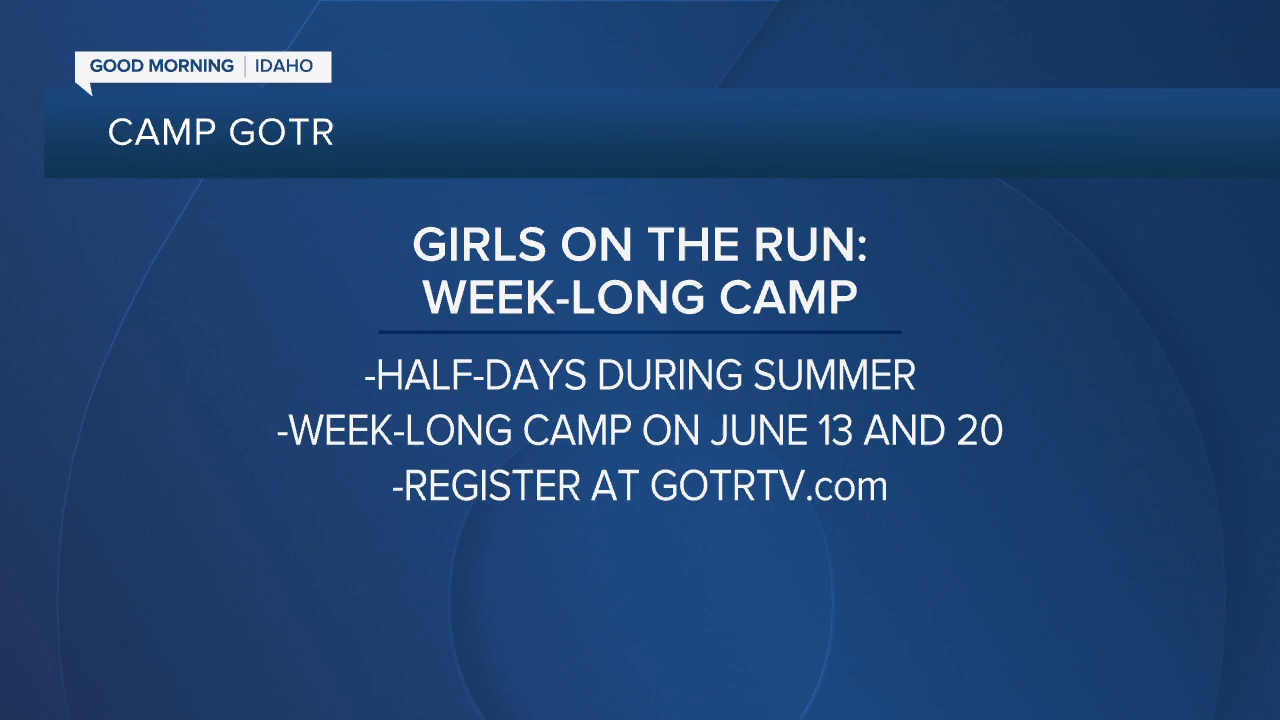 GOOD MORNING | IDAHO
CAMP GOTR
GIRLS ON THE RUN:
WEEK-LONG CAMP
-HALF-DAYS DURING SUMMER
-WEEK-LONG CAMP ON JUNE 13 AND 20
-REGISTER AT GOTRTV.com